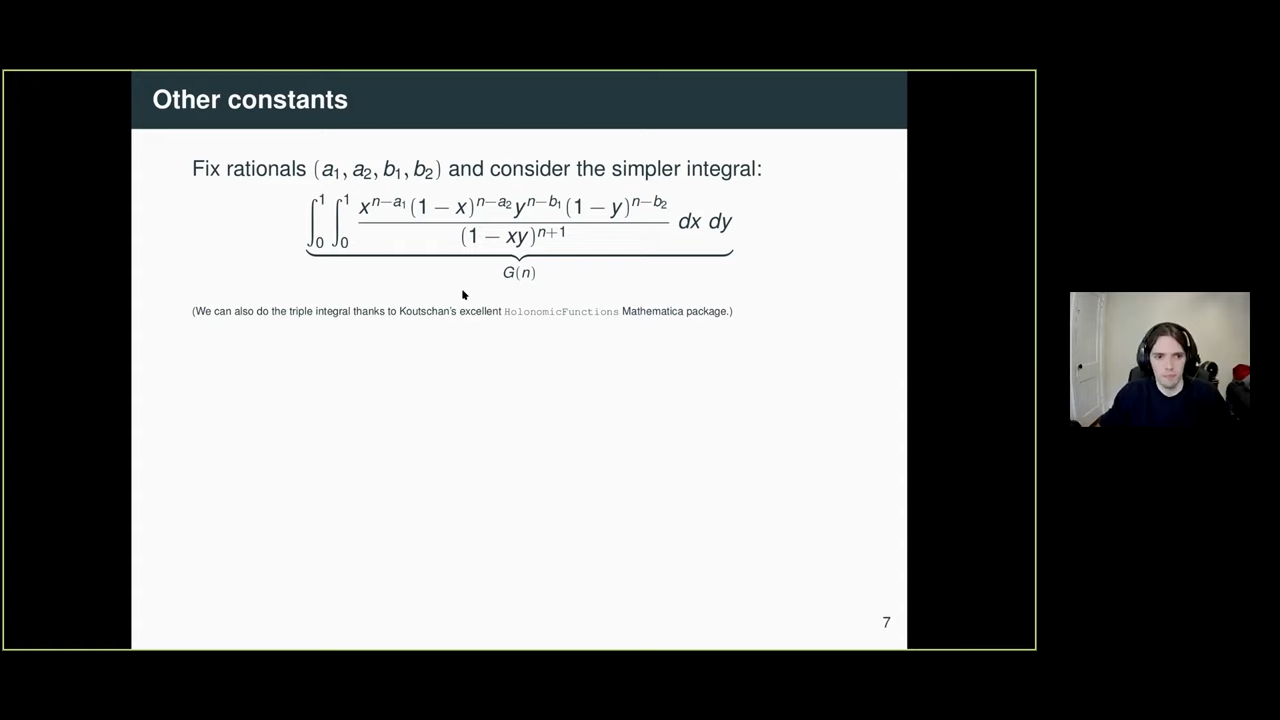 Other constants
Fix rationals (a₁, a₂, b₁, b₂) and consider the simpler integral:
∫₀¹ ∫₀¹ xⁿ⁻ᵃ₁(1 − x)ⁿ⁻ᵃ₂yⁿ⁻ᵇ₁(1 − y)ⁿ⁻ᵇ₂ / (1 − xy)ⁿ⁺¹ dx dy
G(n)
(We can also do the triple integral thanks to Koutschan's excellent HolonomicFunctions Mathematica package.)
7